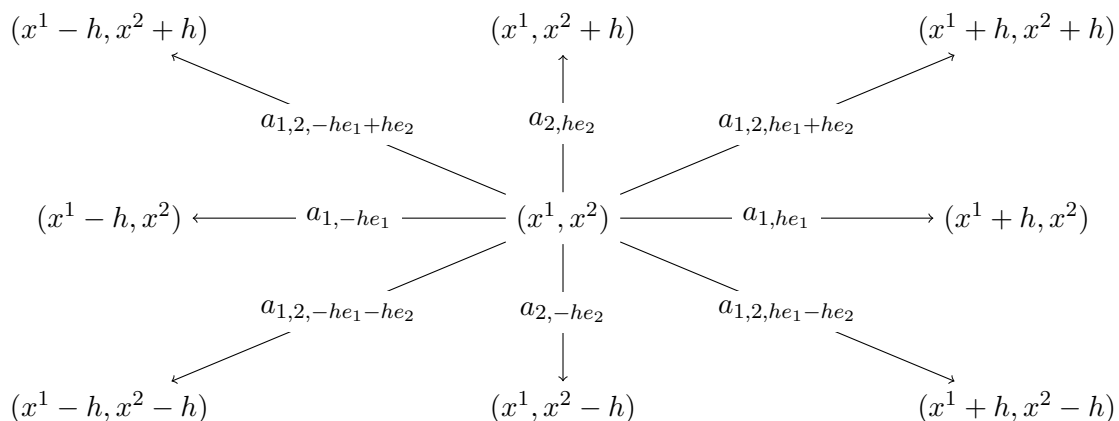 (x^1 − h, x^2 + h) (x^1, x^2 + h) (x^1 + h, x^2 + h)
a_{1,2,−he_1+he_2} a_{2,he_2} a_{1,2,he_1+he_2}
(x^1 − h, x^2) a_{1,−he_1} (x^1, x^2) a_{1,he_1} (x^1 + h, x^2)
a_{1,2,−he_1−he_2} a_{2,−he_2} a_{1,2,he_1−he_2}
(x^1 − h, x^2 − h) (x^1, x^2 − h) (x^1 + h, x^2 − h)